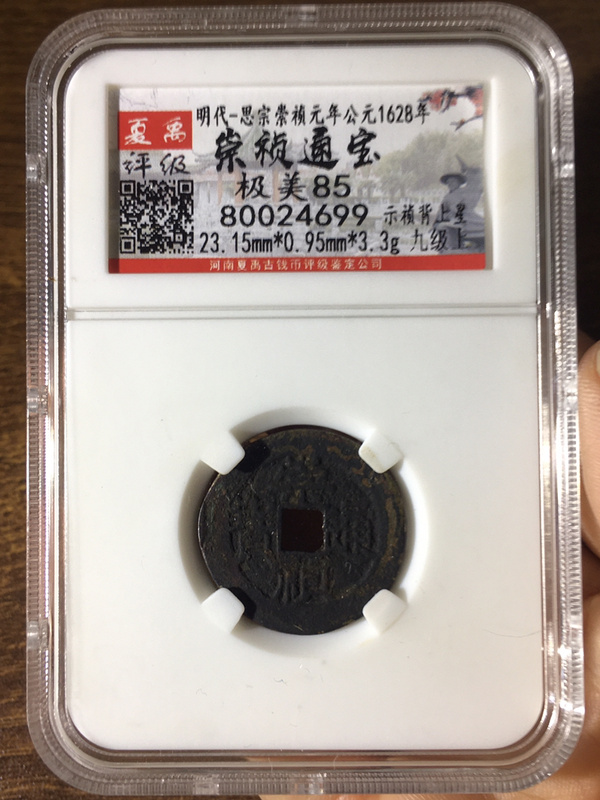 明代-思宗崇祯元年公元1628年
夏禹
评级
崇祯通宝
极美85
80024699 示祯背上星
23.15mm*0.95mm*3.3g 九级上
河南夏禹古钱币评级鉴定公司